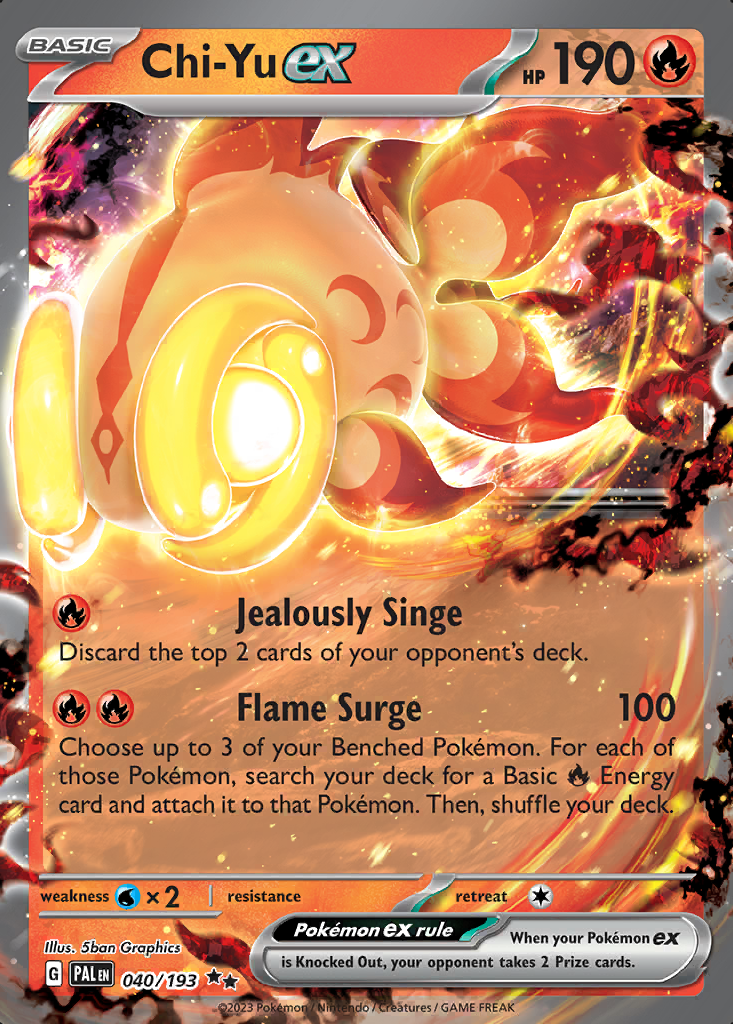 BASIC
Chi-Yu ex
HP 190
Jealously Singe
Discard the top 2 cards of your opponent's deck.
Flame Surge 100
Choose up to 3 of your Benched Pokémon. For each of
those Pokémon, search your deck for a Basic Energy
card and attach it to that Pokémon. Then, shuffle your deck.
weakness ×2 resistance retreat
Pokémon ex rule
When your Pokémon ex
is Knocked Out, your opponent takes 2 Prize cards.
Illus. 5ban Graphics
G PAL EN 040/193
©2023 Pokémon / Nintendo / Creatures / GAME FREAK